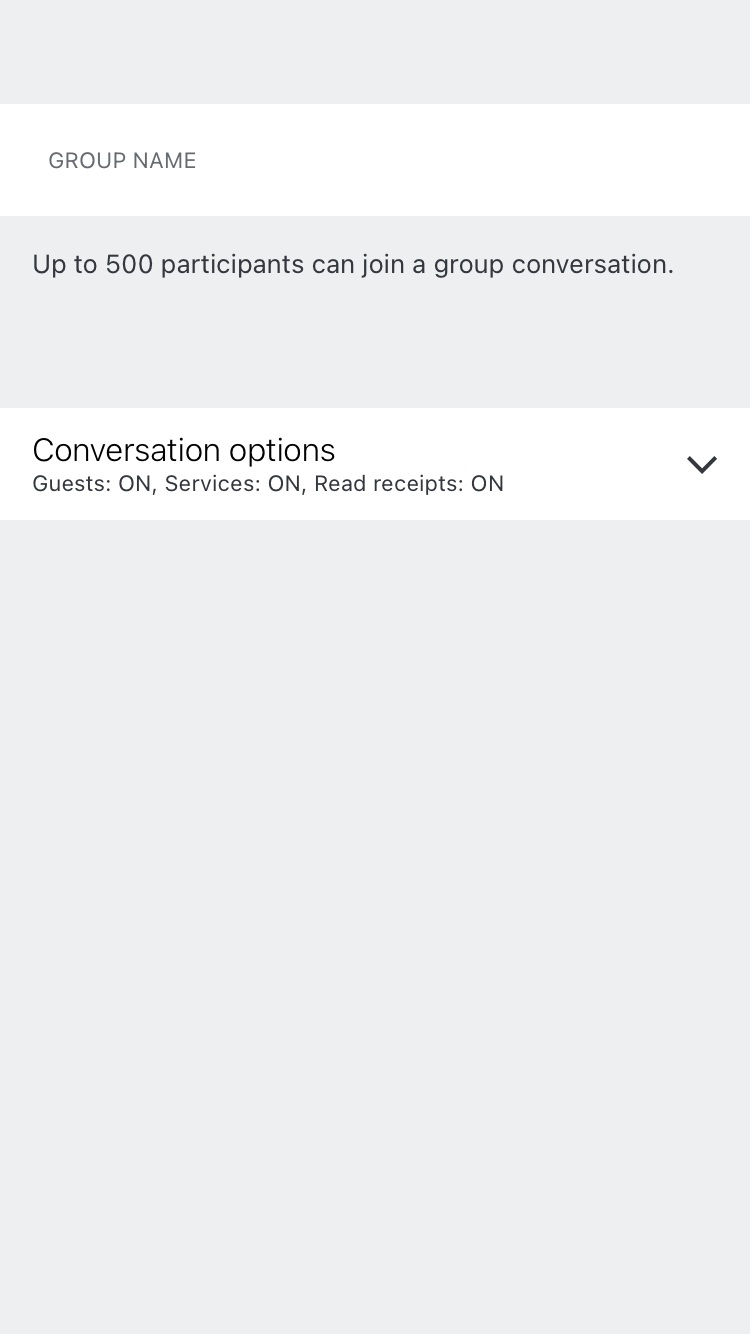 GROUP NAME
Up to 500 participants can join a group conversation.
Conversation options
Guests: ON, Services: ON, Read receipts: ON